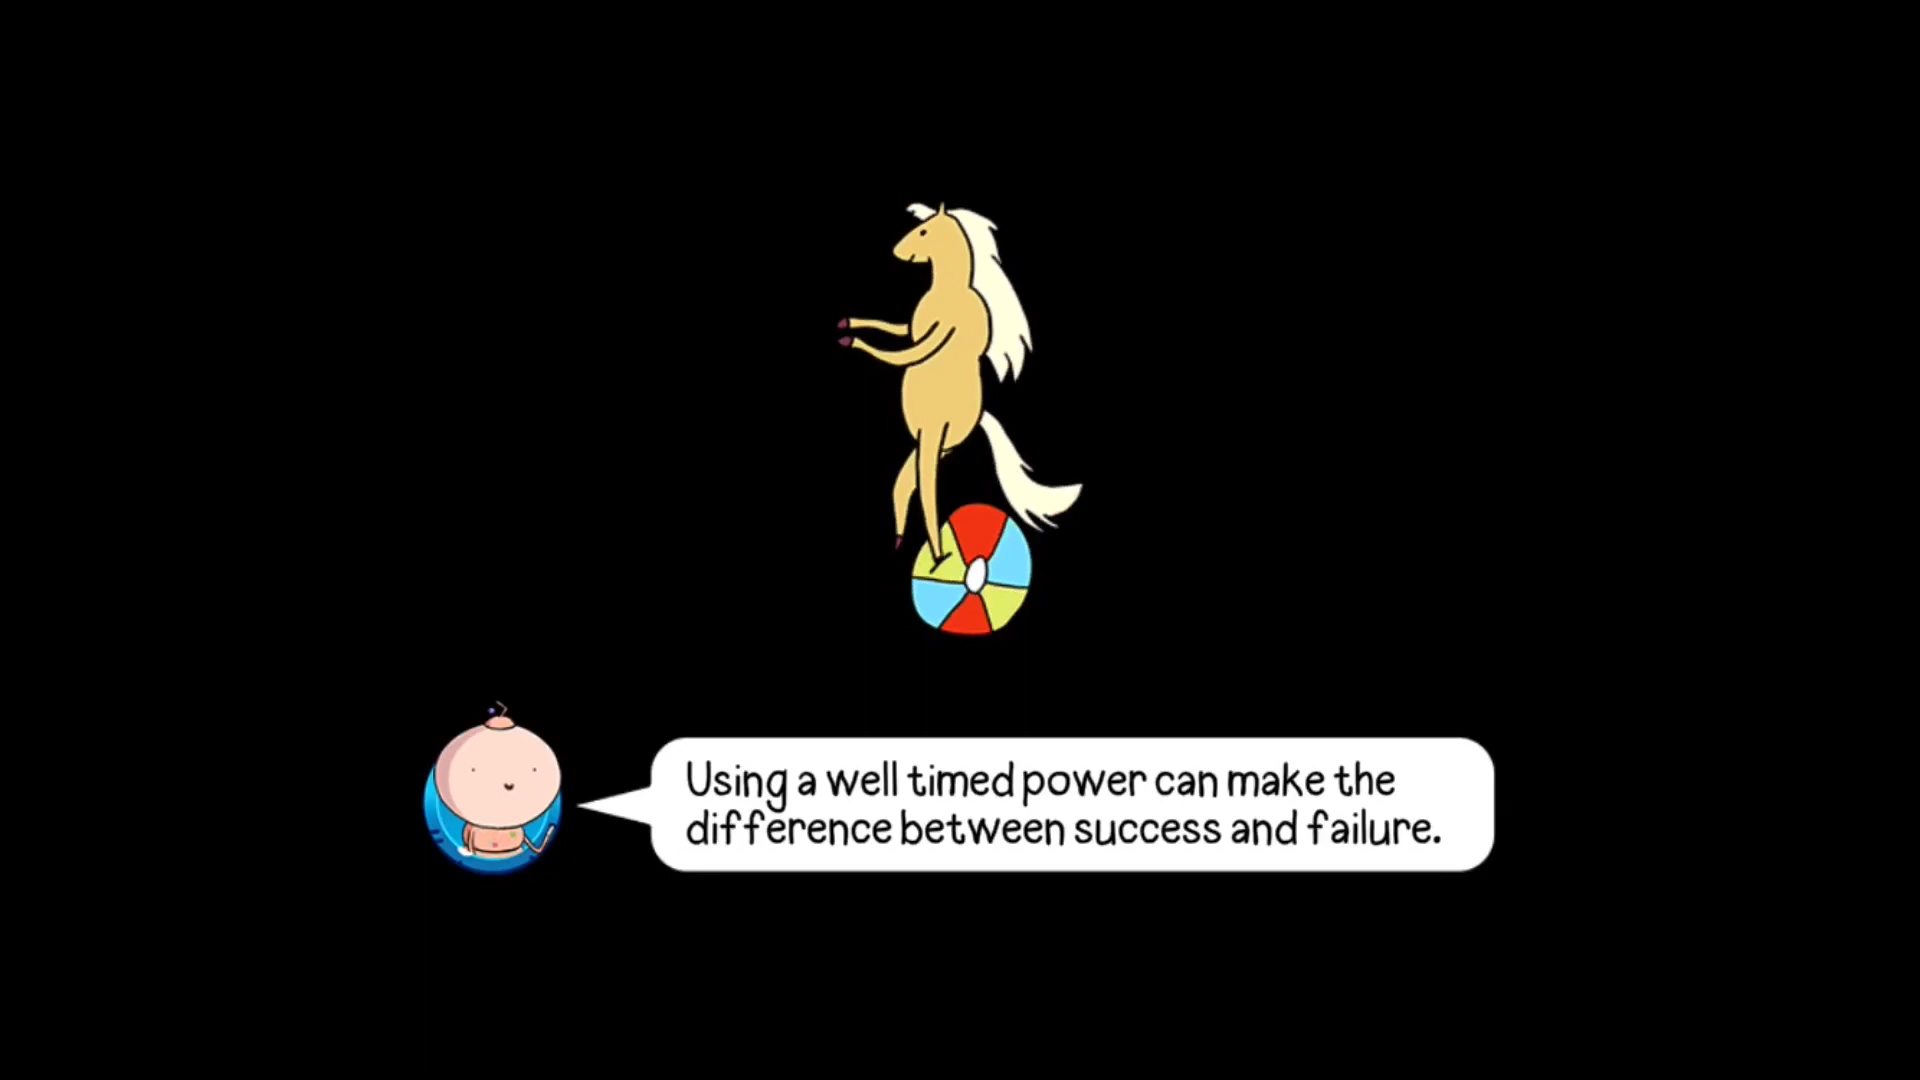 Using a well timed power can make the
difference between success and failure.